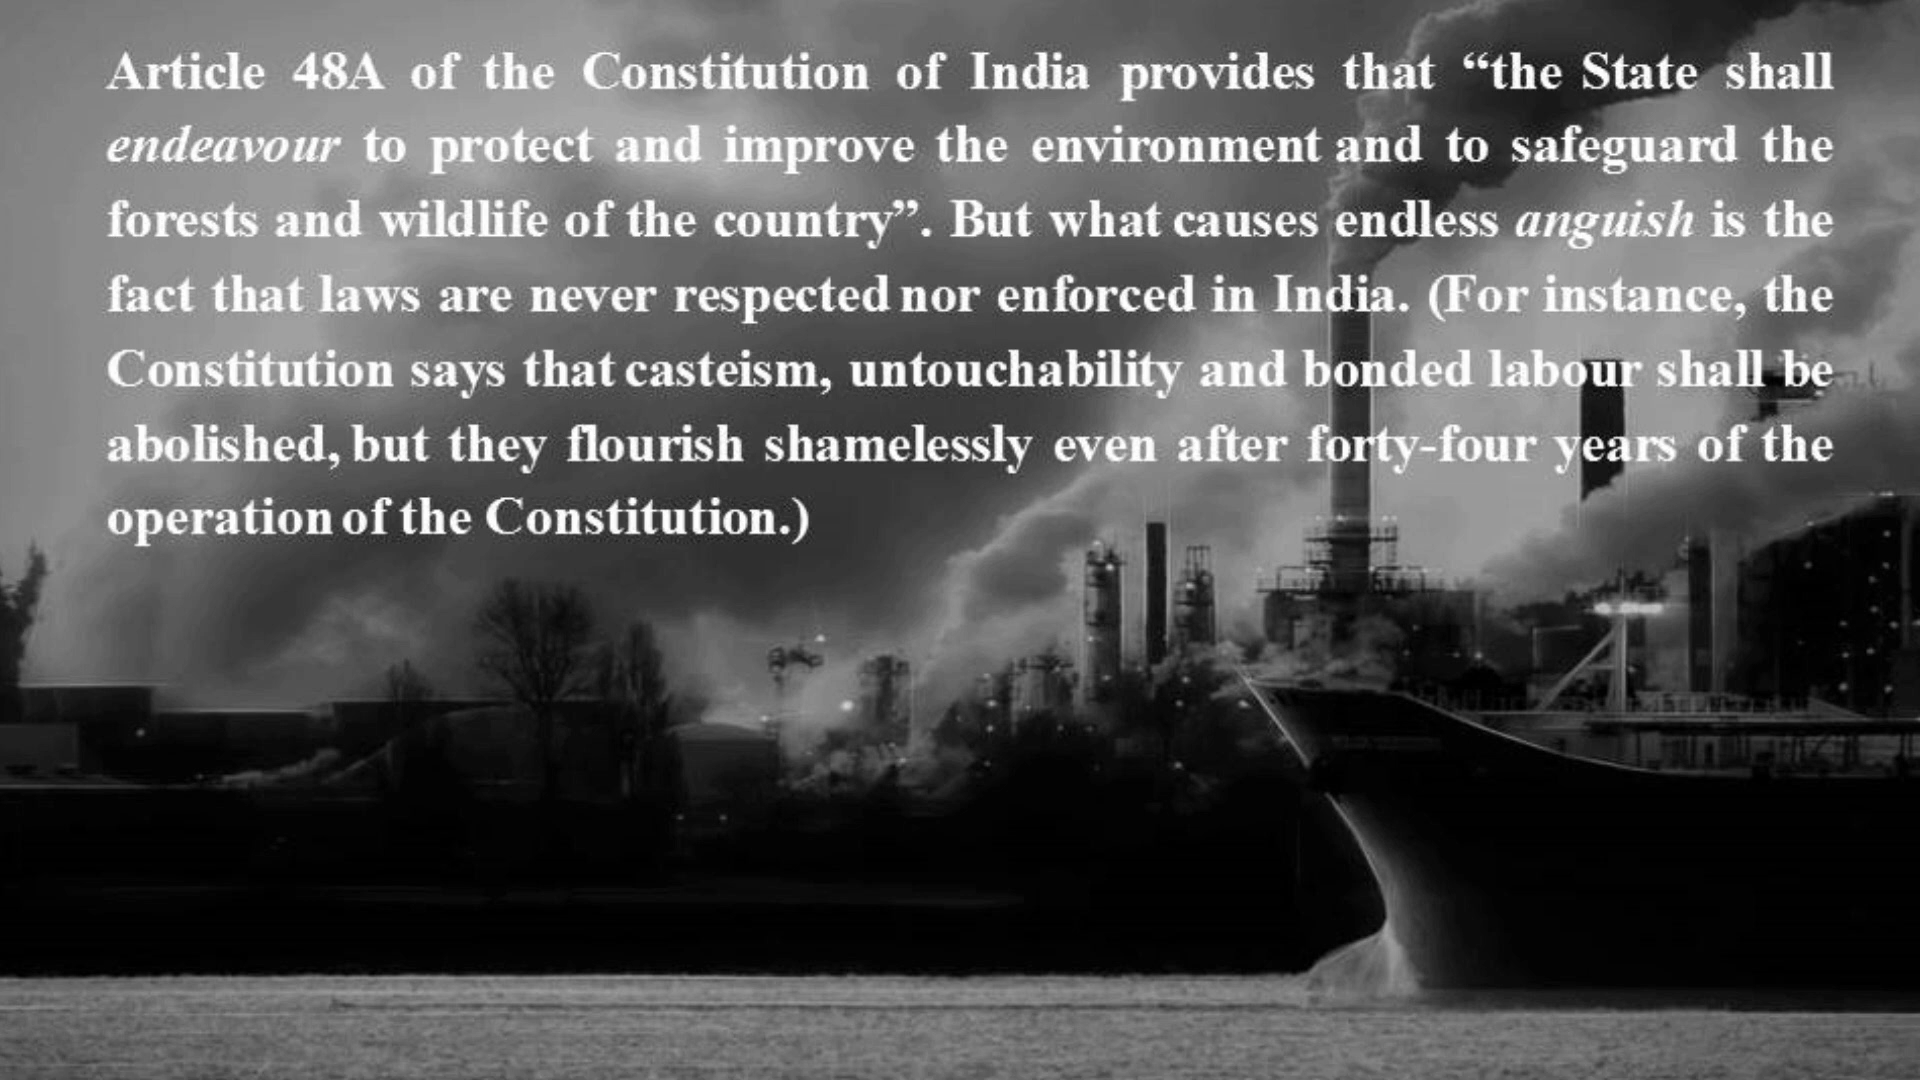 Article 48A of the Constitution of India provides that “the State shall
endeavour to protect and improve the environment and to safeguard the
forests and wildlife of the country”. But what causes endless anguish is the
fact that laws are never respected nor enforced in India. (For instance, the
Constitution says that casteism, untouchability and bonded labour shall be
abolished, but they flourish shamelessly even after forty-four years of the
operation of the Constitution.)